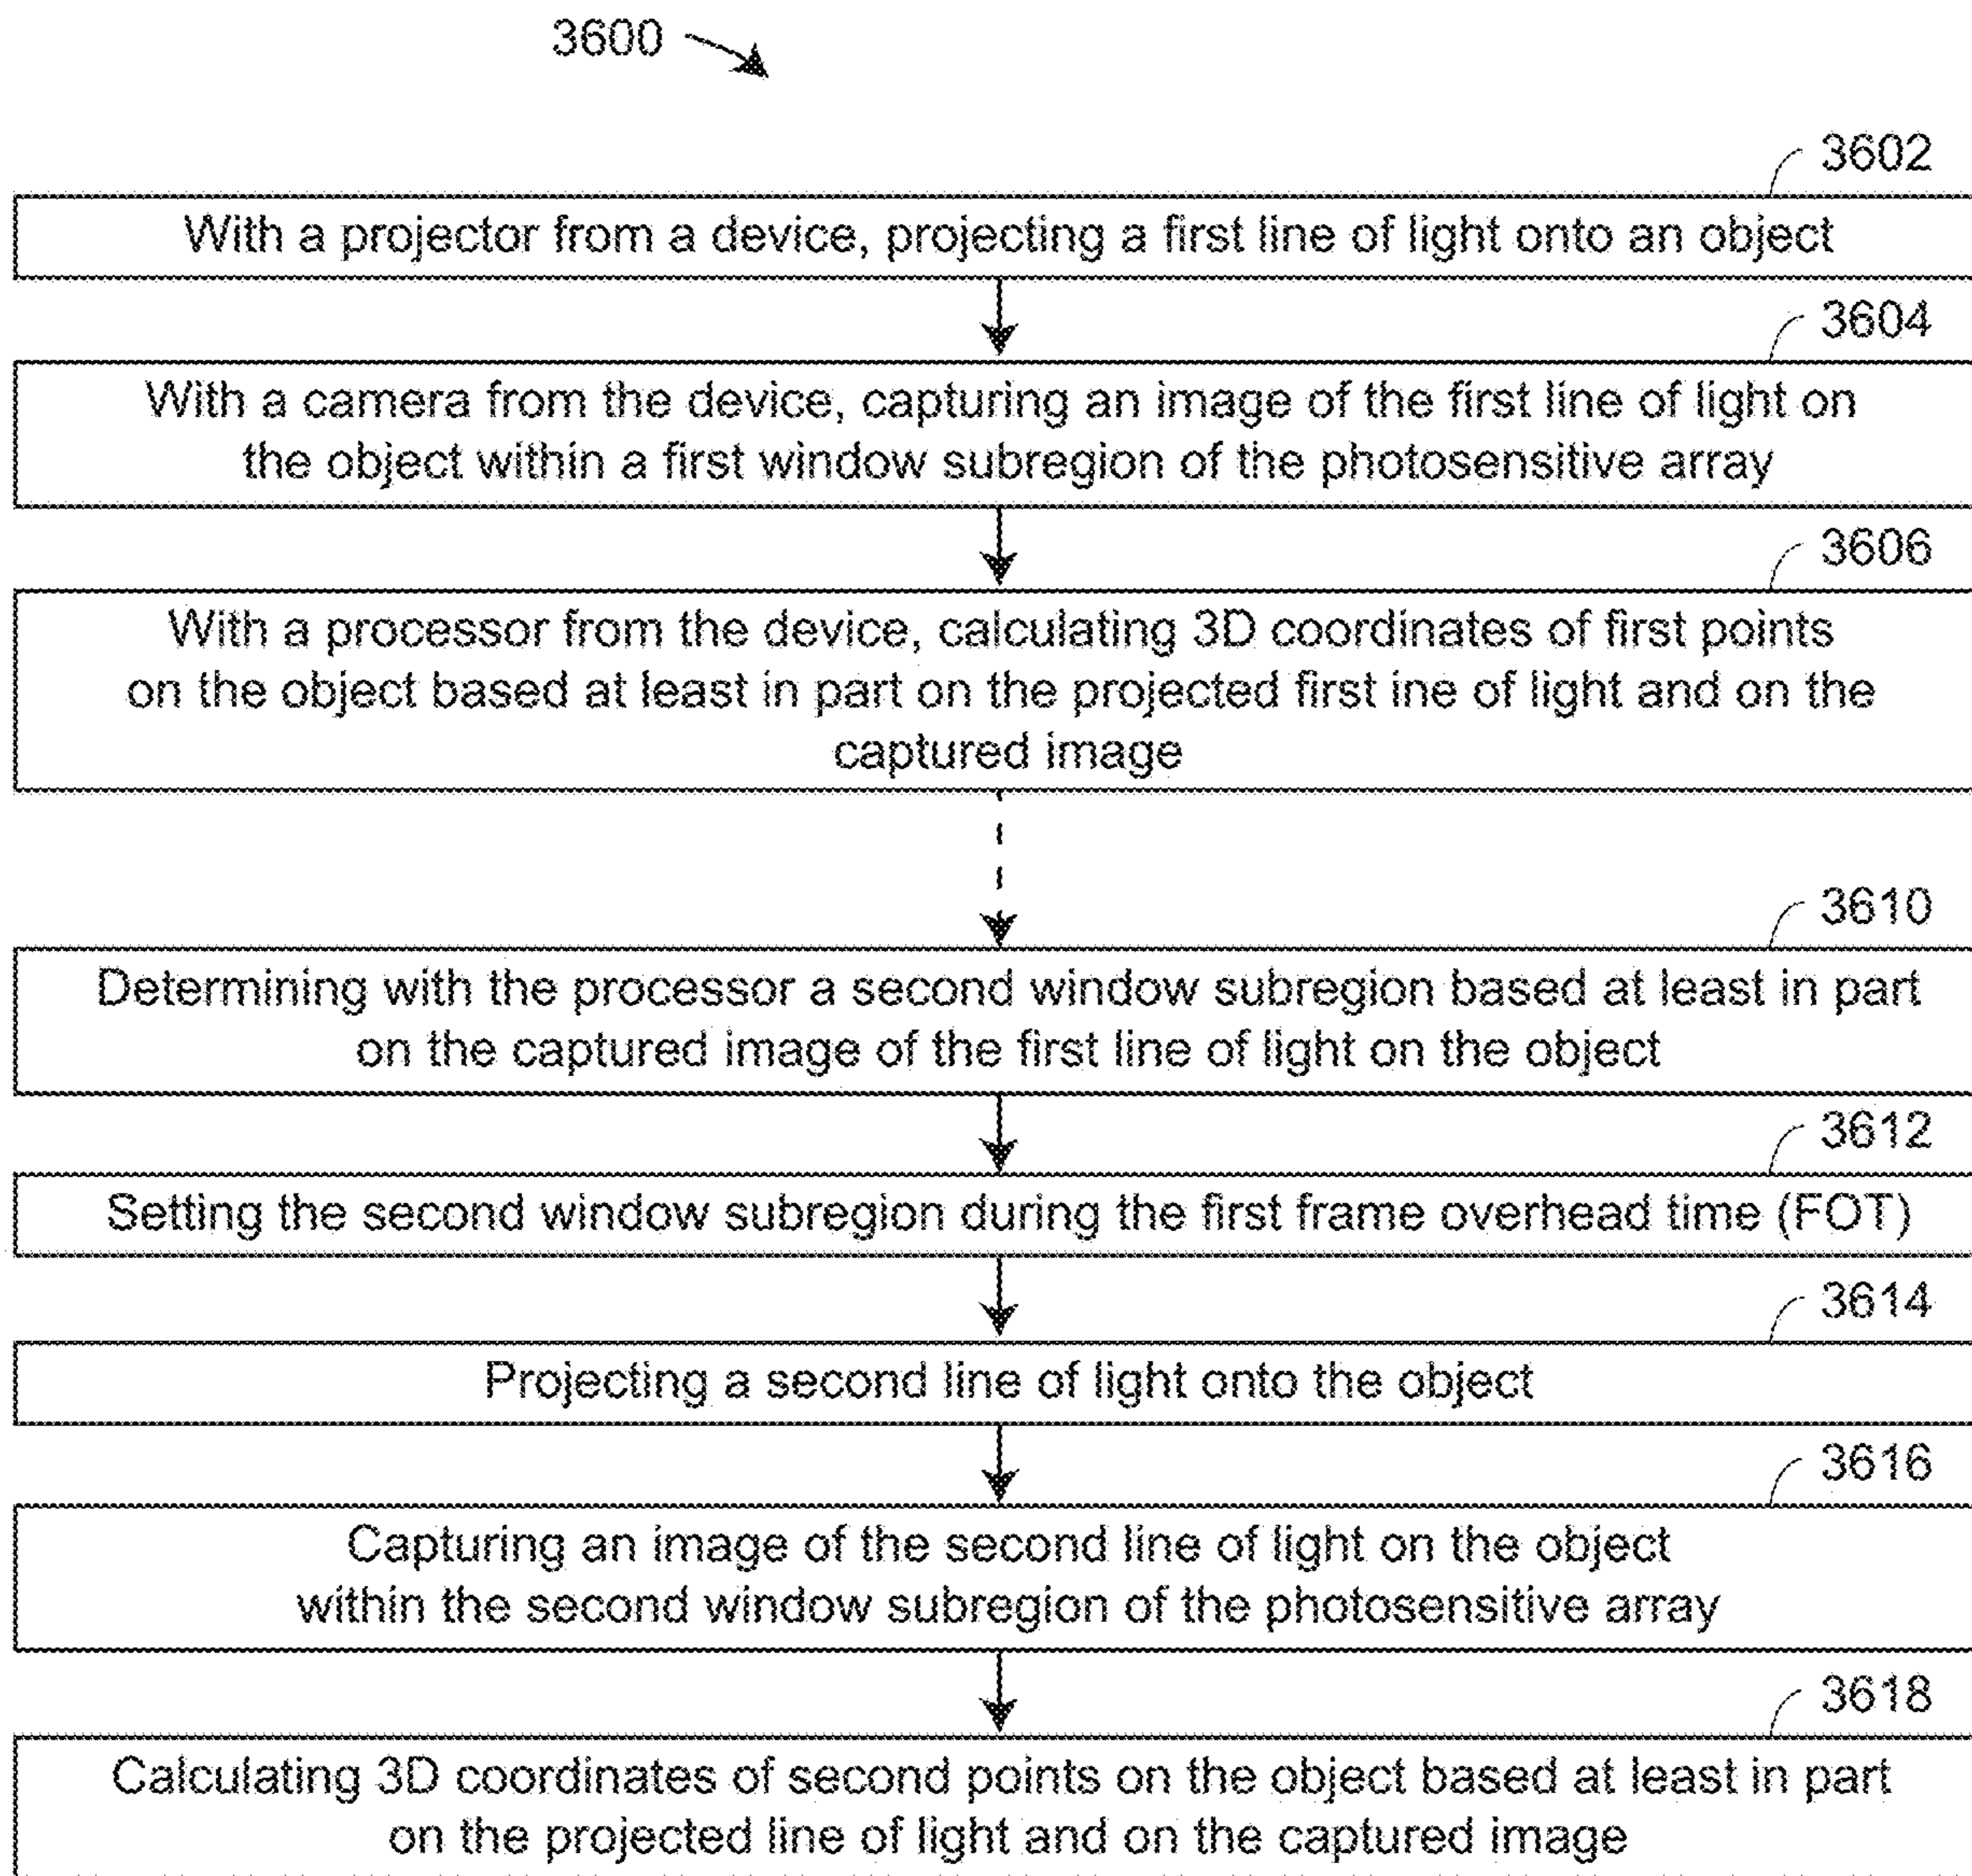 3600
3602
With a projector from a device, projecting a first line of light onto an object
3604
With a camera from the device, capturing an image of the first line of light on
the object within a first window subregion of the photosensitive array
3606
With a processor from the device, calculating 3D coordinates of first points
on the object based at least in part on the projected first ine of light and on the
captured image
3610
Determining with the processor a second window subregion based at least in part
on the captured image of the first line of light on the object
3612
Setting the second window subregion during the first frame overhead time (FOT)
3614
Projecting a second line of light onto the object
3616
Capturing an image of the second line of light on the object
within the second window subregion of the photosensitive array
3618
Calculating 3D coordinates of second points on the object based at least in part
on the projected line of light and on the captured image